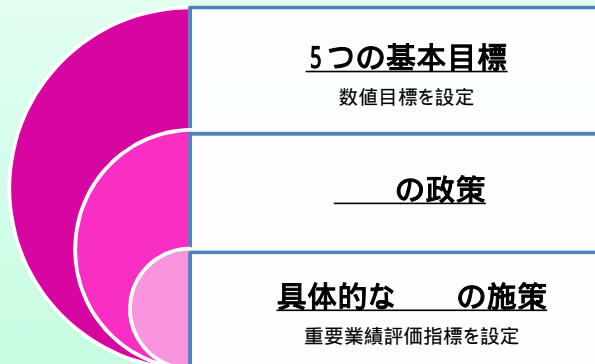 5つの基本目標
数値目標を設定
の政策
具体的な　　の施策
重要業績評価指標を設定